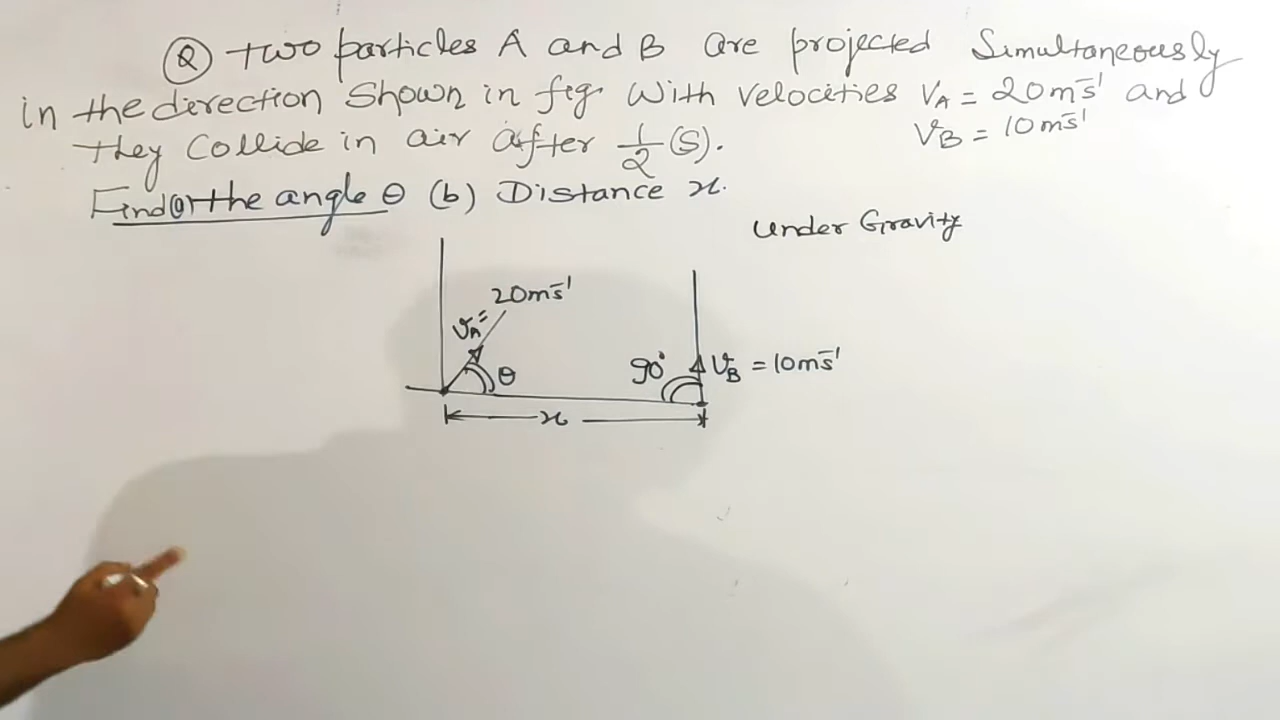 Q Two particles A and B are projected Simultaneously
in the direction Shown in fig. With velocities VA = 20ms⁻¹ and
they Collide in air after 1/2 (s). VB = 10ms⁻¹
Find (a) the angle θ (b) Distance x.
Under Gravity
VA = 20ms⁻¹
θ
90° VB = 10ms⁻¹
x